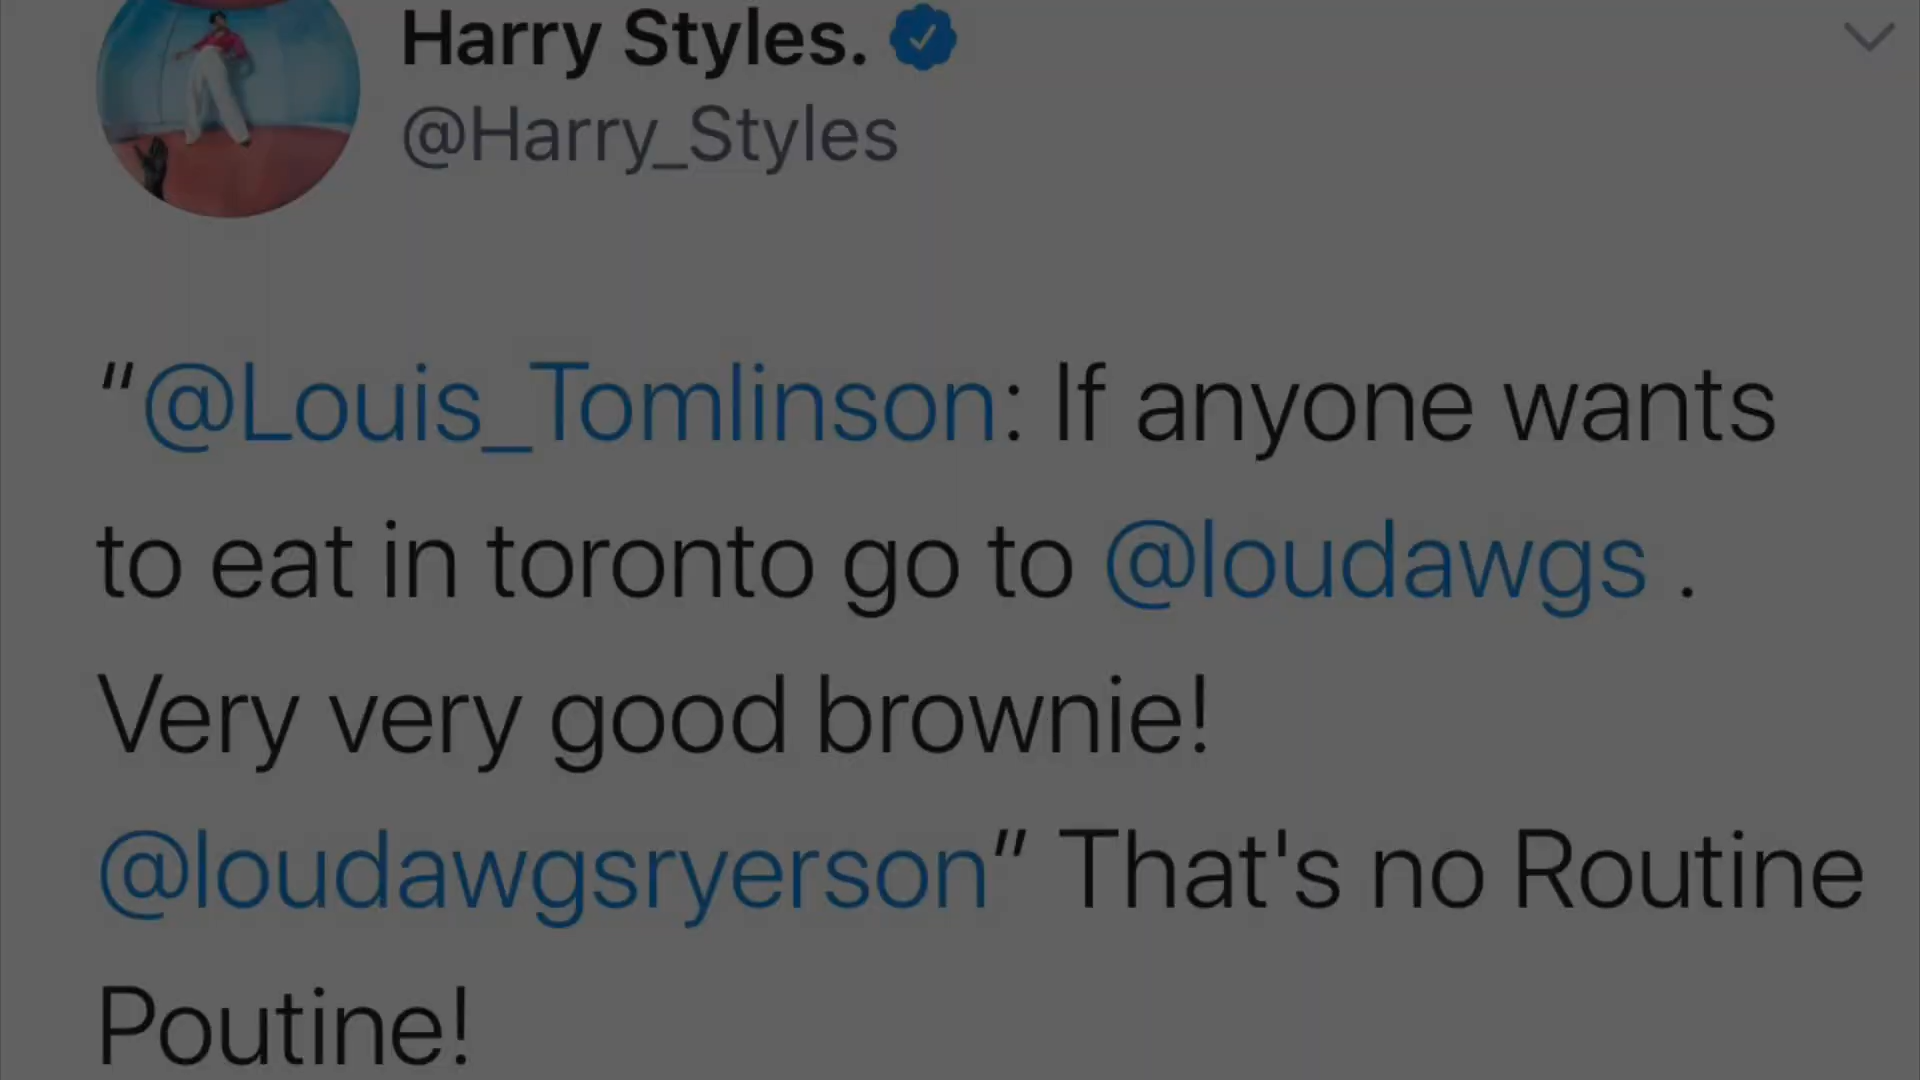 Harry Styles.
@Harry_Styles
"@Louis_Tomlinson: If anyone wants
to eat in toronto go to @loudawgs .
Very very good brownie!
@loudawgsryerson" That's no Routine
Poutine!